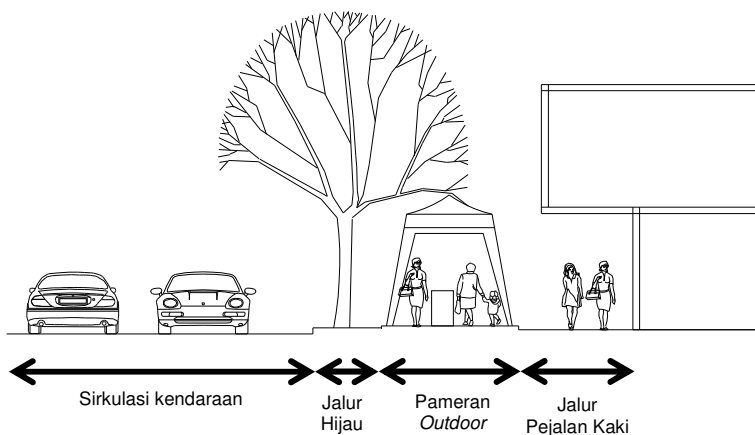 Sirkulasi kendaraan
Jalur
Hijau
Pameran
Outdoor
Jalur
Pejalan Kaki